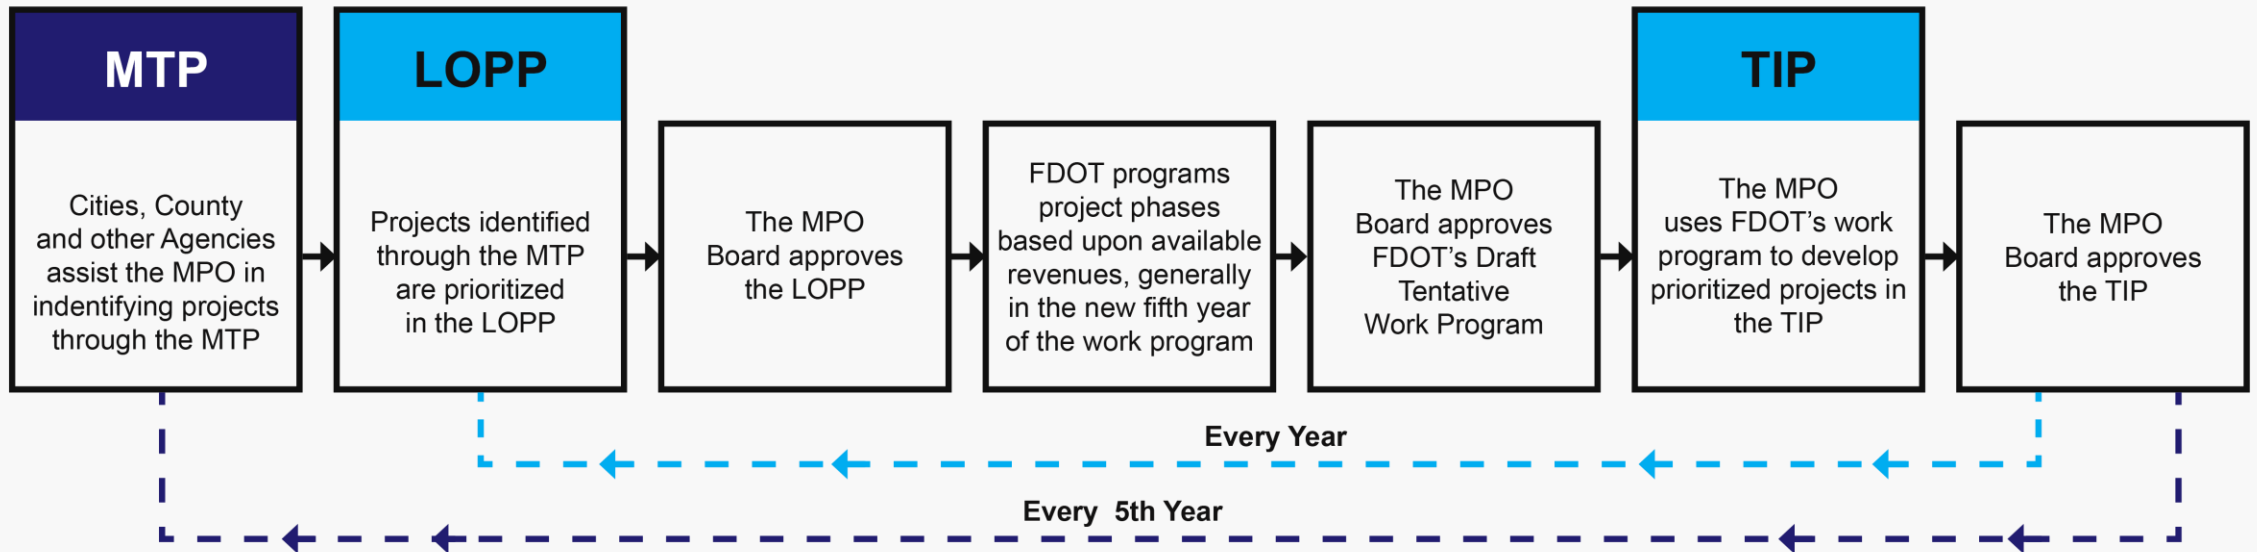 MTP
Cities, County
and other Agencies
assist the MPO in
indentifying projects
through the MTP
LOPP
Projects identified
through the MTP
are prioritized
in the LOPP
The MPO
Board approves
the LOPP
FDOT programs
project phases
based upon available
revenues, generally
in the new fifth year
of the work program
The MPO
Board approves
FDOT's Draft
Tentative
Work Program
TIP
The MPO
uses FDOT's work
program to develop
prioritized projects in
the TIP
The MPO
Board approves
the TIP
Every Year
Every 5th Year